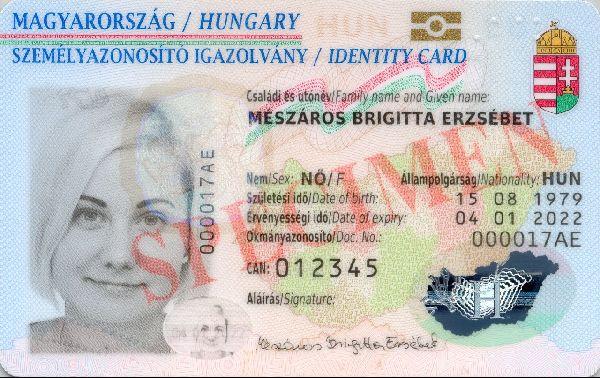 MAGYARORSZÁG / HUNGARY HUN
SZEMÉLYAZONOSÍTÓ IGAZOLVÁNY / IDENTITY CARD
Családi és utónév/Family name and Given name:
MÉSZÁROS BRIGITTA ERZSÉBET
Nem/Sex: NŐ/F Állampolgárság/Nationality: HUN
Születési idő/Date of birth: 15 08 1979
Érvényességi idő/Date of expiry: 04 01 2022
Okmányazonosító/Doc. No.: 000017AE
CAN: 012345
Aláírás/Signature:
Mészáros Brigitta Erzsébet
000017AE
SPECIMEN